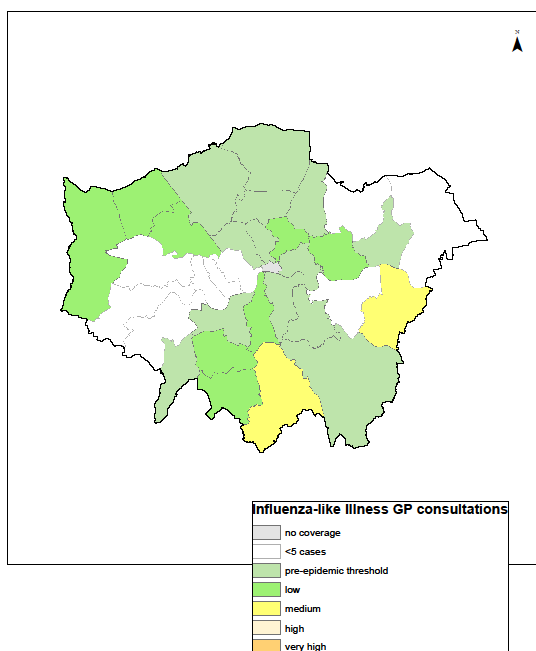 N
Influenza-like Illness GP consultations
no coverage
<5 cases
pre-epidemic threshold
low
medium
high
very high